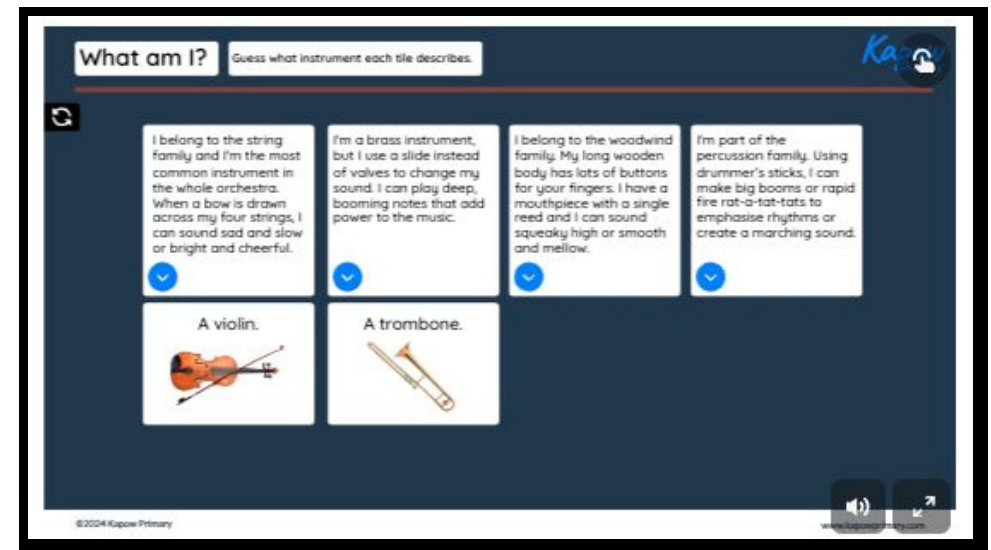 What am I?
Guess what instrument each tile describes.
I belong to the string
family and I'm the most
common instrument in
the whole orchestra.
When a bow is drawn
across my four strings, I
can sound sad and slow
or bright and cheerful.
I'm a brass instrument,
but I use a slide instead
of valves to change my
sound. I can play deep,
booming notes that add
power to the music.
I belong to the woodwind
family. My long wooden
body has lots of buttons
for your fingers. I have a
mouthpiece with a single
reed and I can sound
squeaky high or smooth
and mellow.
I'm part of the
percussion family. Using
drummer's sticks, I can
make big booms or rapid
fire rat-a-tat-tats to
emphasise rhythms or
create a marching sound.
A violin.
A trombone.
©2024 Kapow Primary
www.kapowprimary.com